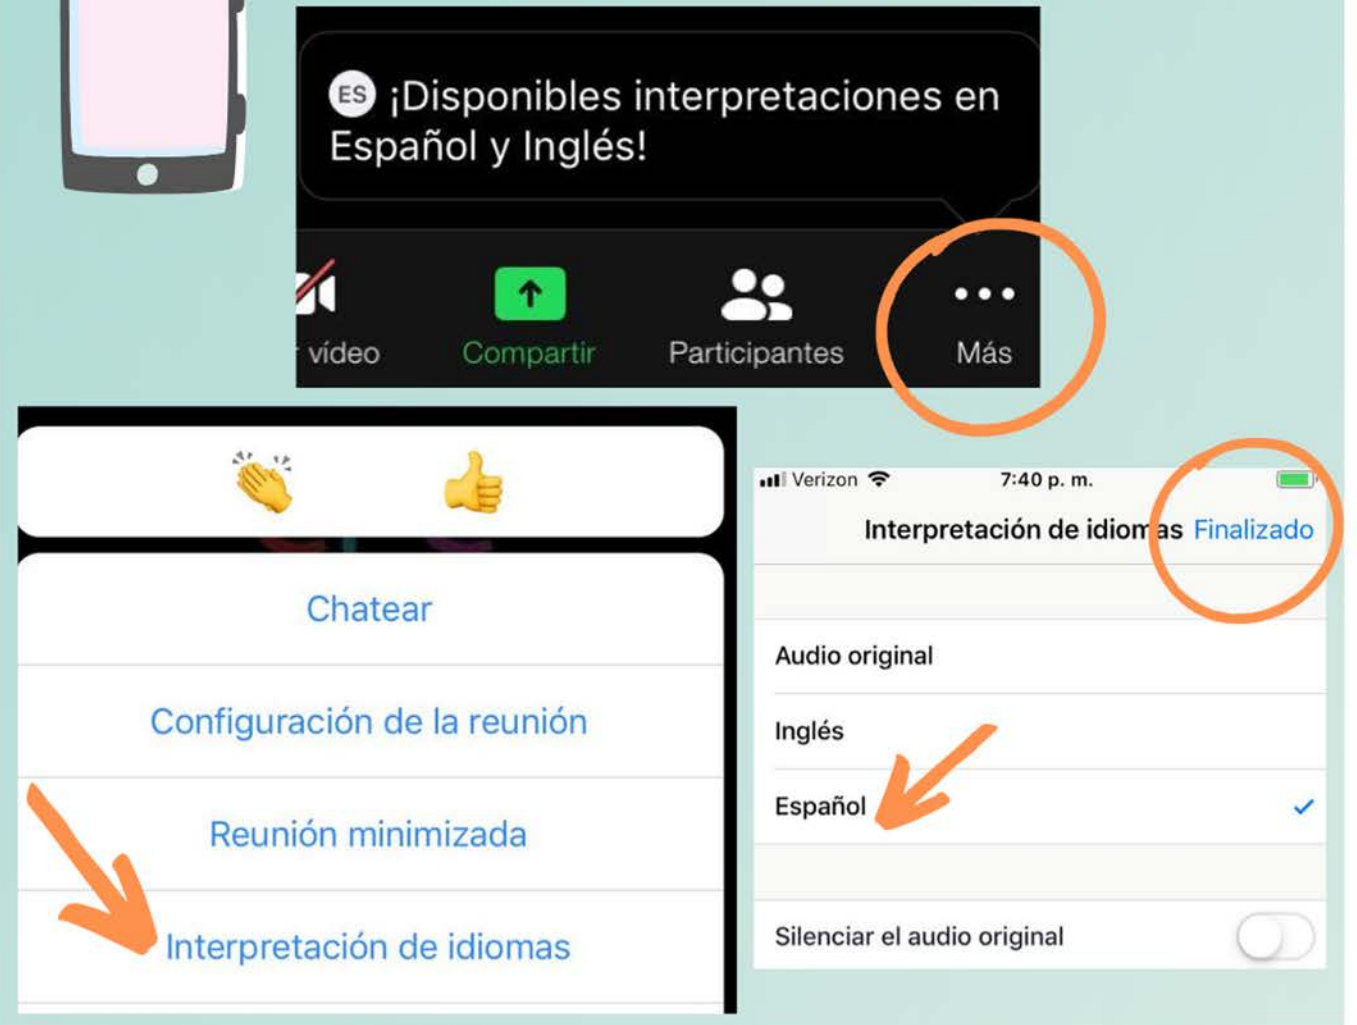 ES ¡Disponibles interpretaciones en
Español y Inglés!
vídeo
Compartir
Participantes
Más
Chatear
Configuración de la reunión
Reunión minimizada
Interpretación de idiomas
Verizon 7:40 p. m.
Interpretación de idiomas Finalizado
Audio original
Inglés
Español
Silenciar el audio original